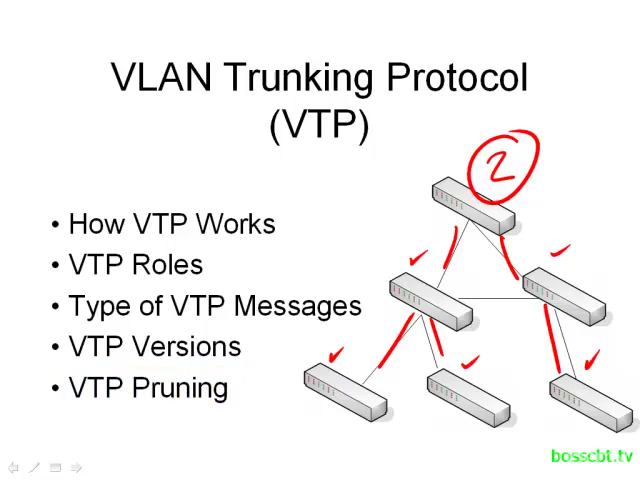 VLAN Trunking Protocol
(VTP)
2
• How VTP Works
• VTP Roles
• Type of VTP Messages
• VTP Versions
• VTP Pruning
bosscbt.tv